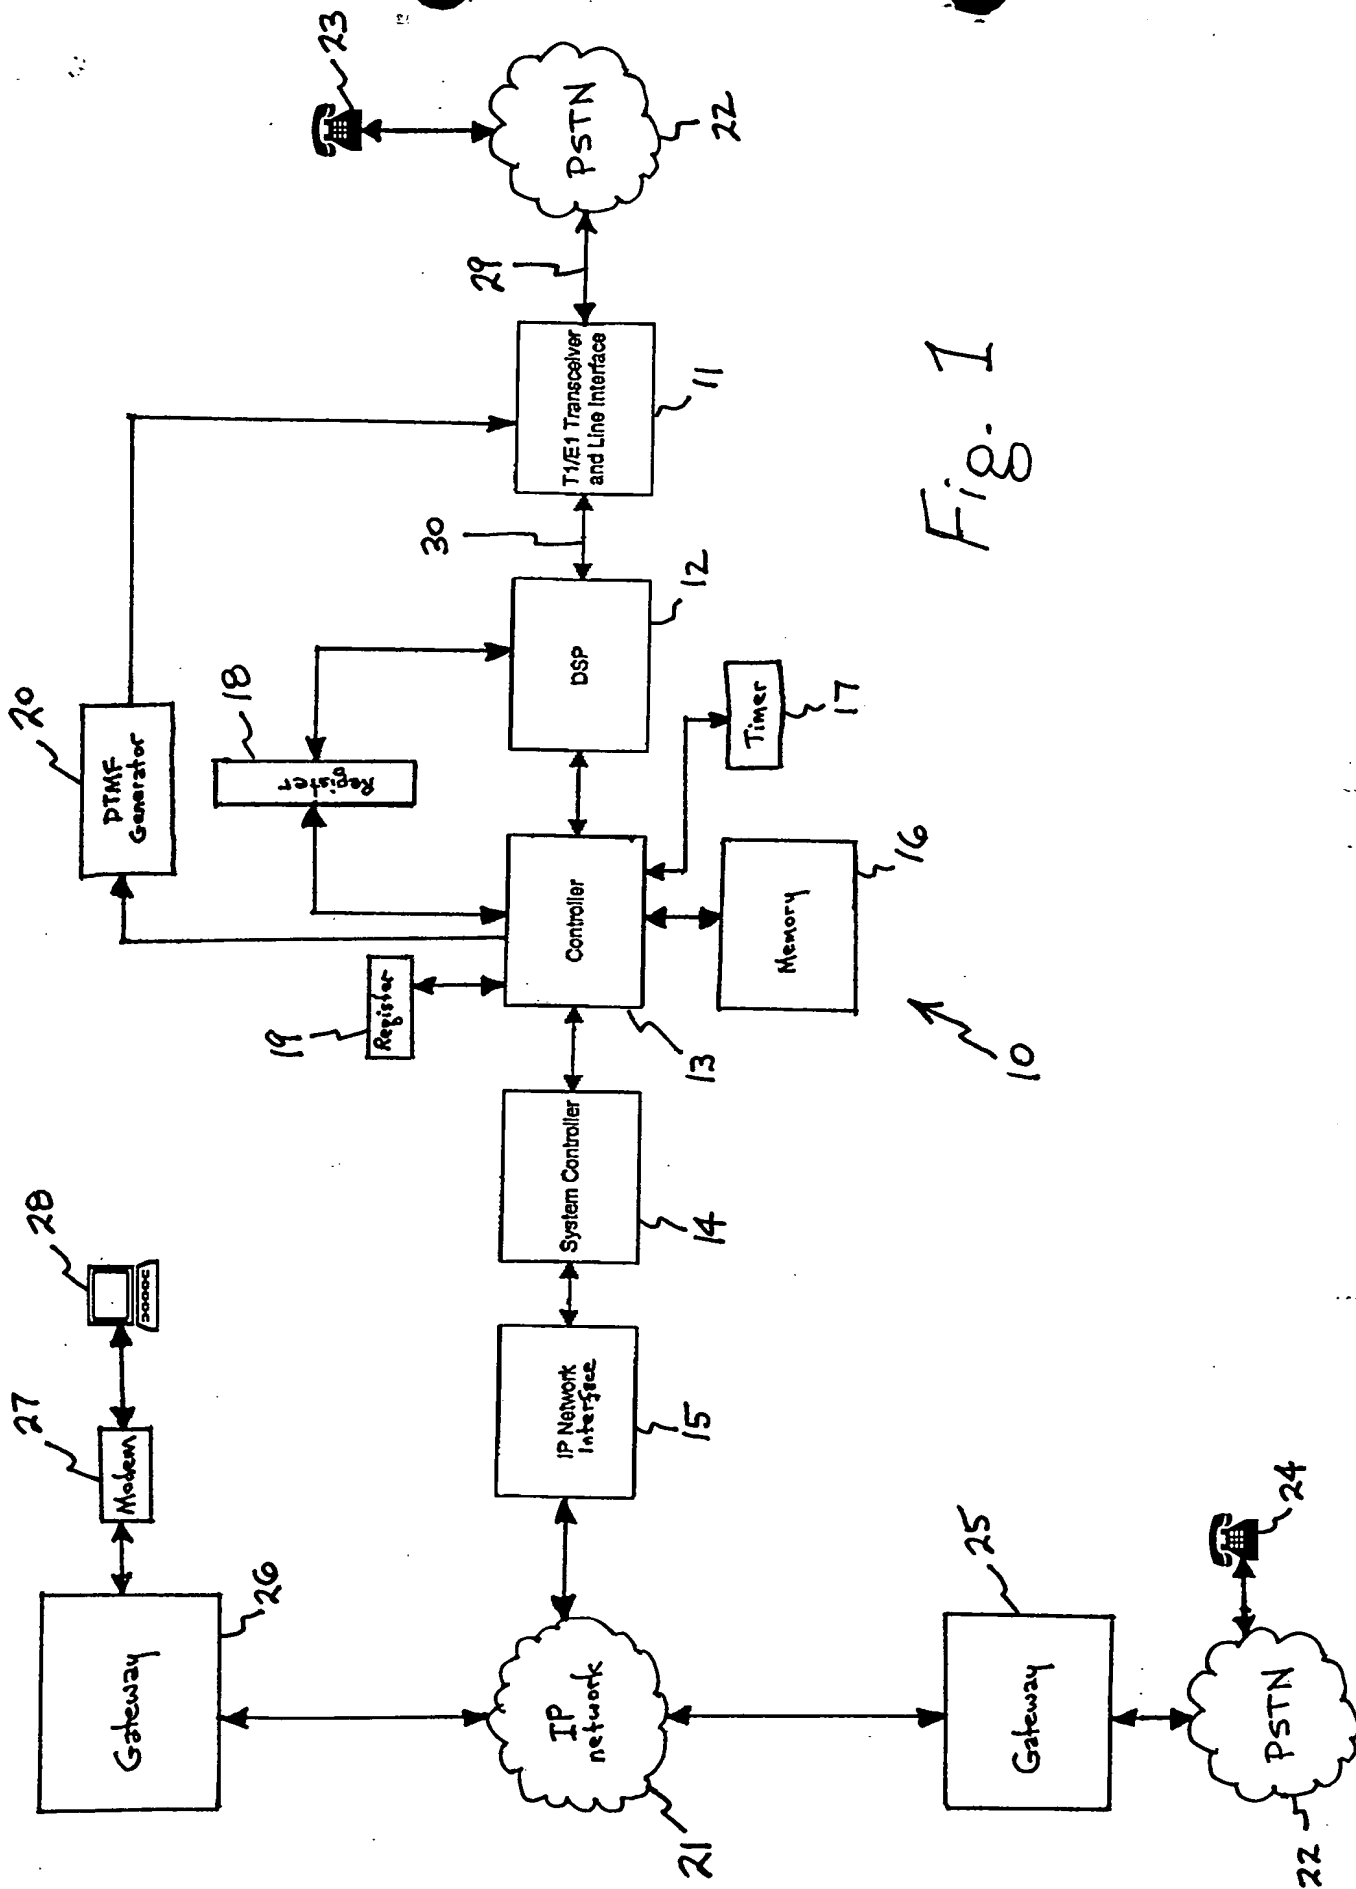 28
27
Modem
Gateway
26
20
DTMF
Generator
23
18
Register
19
Register
PSTN
22
29
30
IP
network
21
IP Network
Interface
15
System Controller
14
Controller
13
DSP
12
T1/E1 Transceiver
and Line Interface
11
Timer
17
Memory
16
10
Gateway
25
24
PSTN
22
Fig. 1